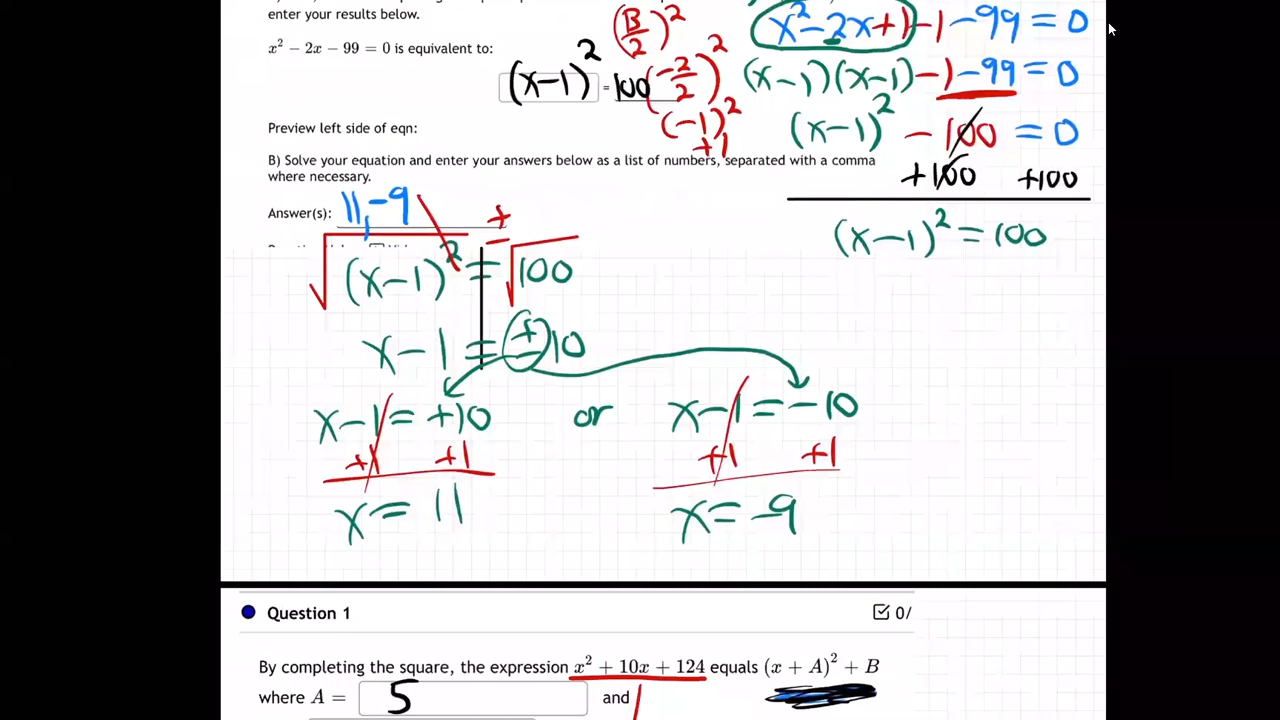 enter your results below.
x² − 2x − 99 = 0 is equivalent to:
(x−1)² = 100
(B/2)²
(−2/2)²
(−1)²
+1
x²−2x+1−1−99=0
(x−1)(x−1)−1−99=0
(x−1)² − 100 = 0
+100 +100
(x−1)² = 100
Preview left side of eqn:
B) Solve your equation and enter your answers below as a list of numbers, separated with a comma
where necessary.
Answer(s): 11,−9
√(x−1)² = ±√100
x−1 = ±10
x−1 = +10 or x−1 = −10
+1 +1 +1 +1
x = 11 x = −9
Question 1 0/
By completing the square, the expression x² + 10x + 124 equals (x + A)² + B
where A = 5 and